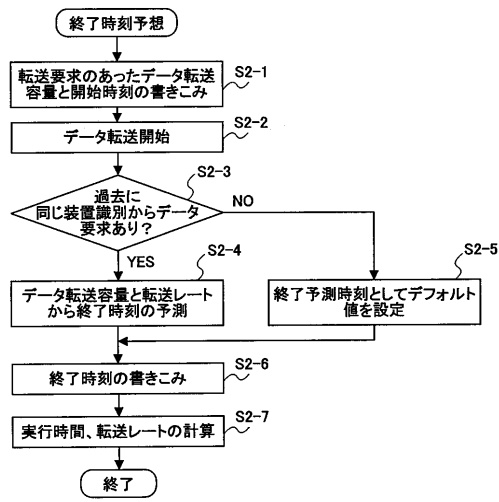 終了時刻予想
S2-1
転送要求のあったデータ転送
容量と開始時刻の書きこみ
S2-2
データ転送開始
S2-3
過去に
同じ装置識別からデータ
要求あり?
NO
YES
S2-4
データ転送容量と転送レート
から終了時刻の予測
S2-5
終了予測時刻としてデフォルト
値を設定
S2-6
終了時刻の書きこみ
S2-7
実行時間、転送レートの計算
終了